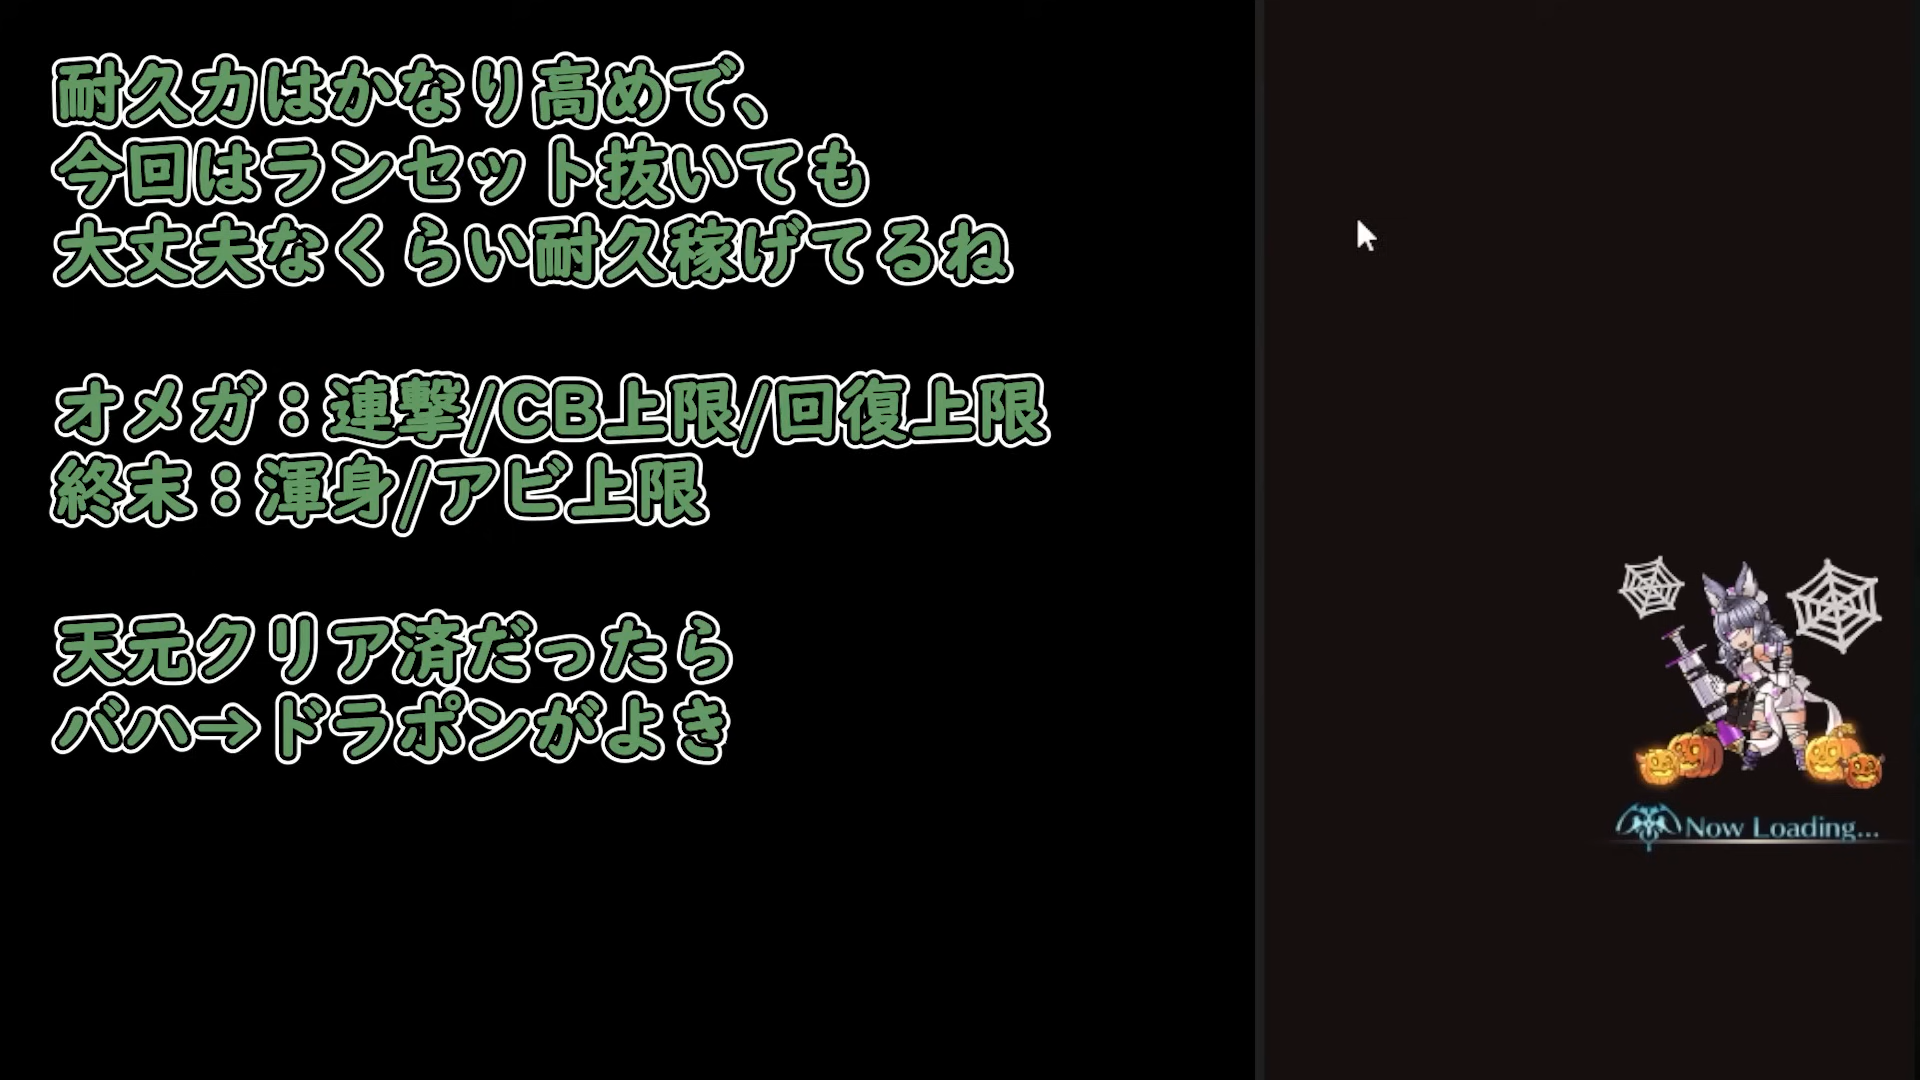 耐久力はかなり高めで、
今回はランセット抜いても
大丈夫なくらい耐久稼げてるね
オメガ：連撃/CB上限/回復上限
終末：渾身/アビ上限
天元クリア済だったら
バハ→ドラポンがよき
Now Loading...